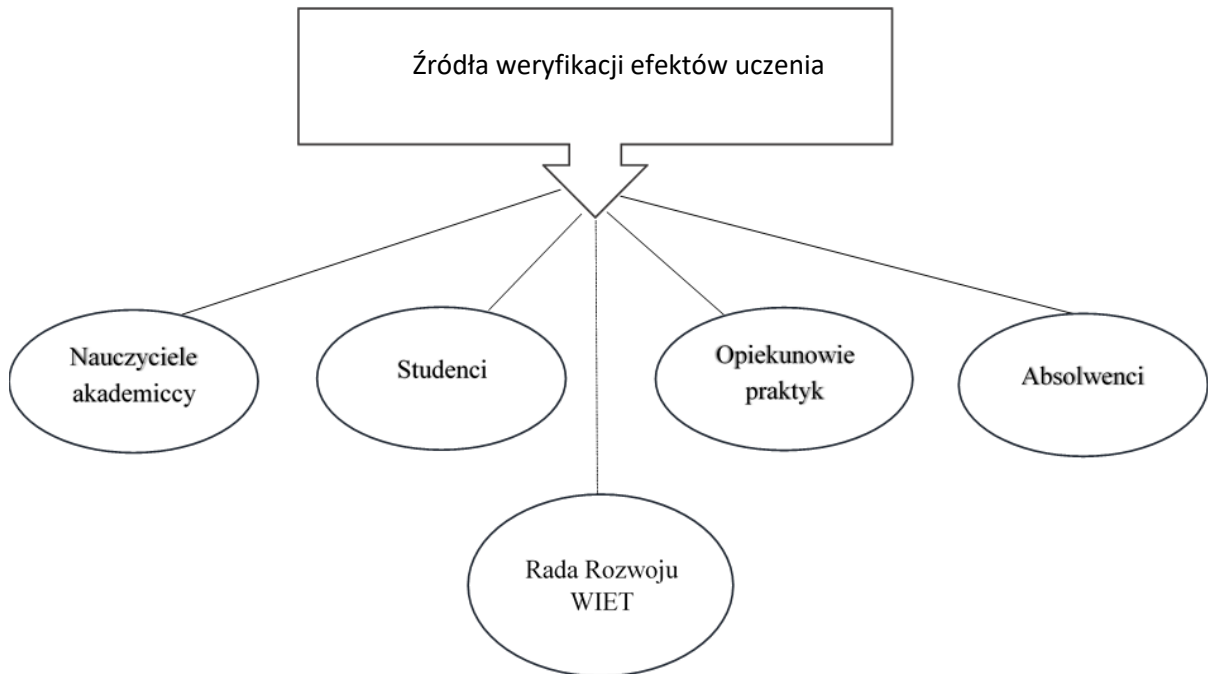 Źródła weryfikacji efektów uczenia
Nauczyciele
akademiccy
Studenci
Opiekunowie
praktyk
Absolwenci
Rada Rozwoju
WIET